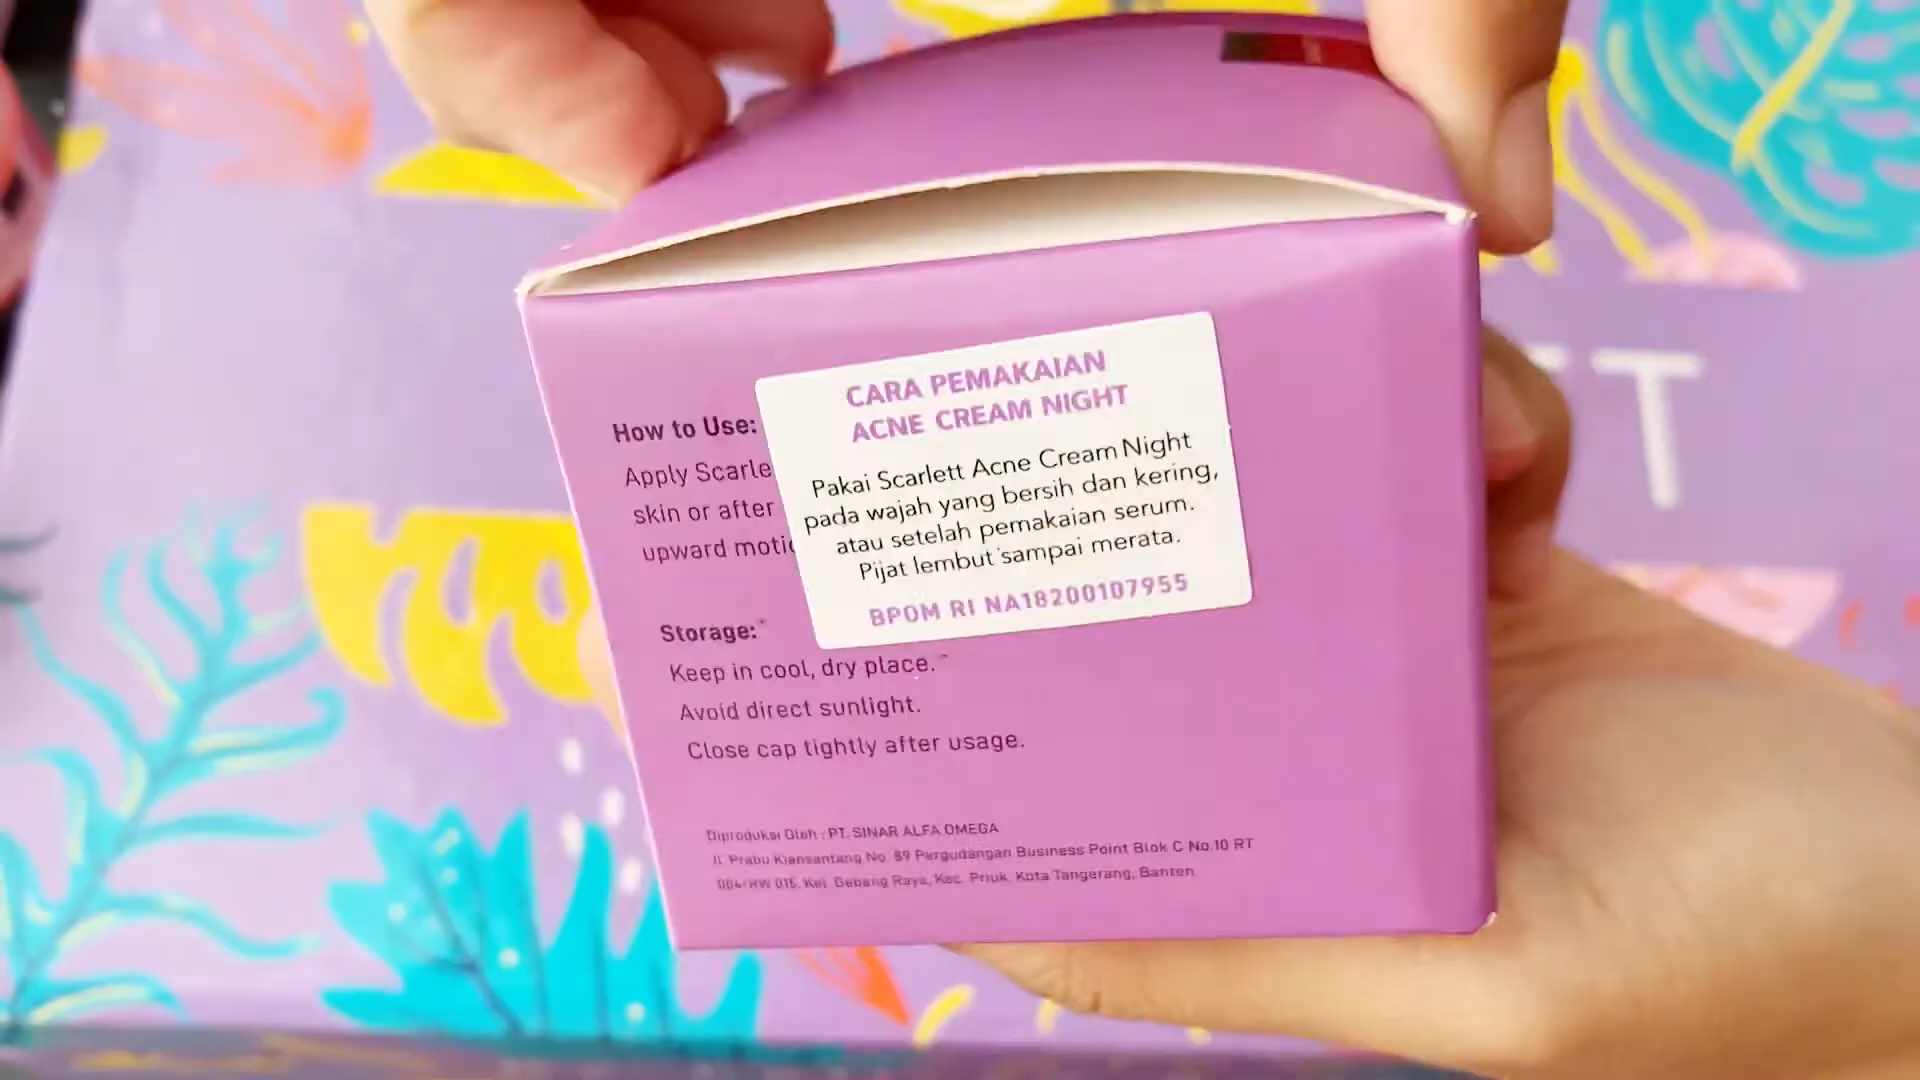 How to Use:
Apply Scarle
skin or after
upward motio
CARA PEMAKAIAN
ACNE CREAM NIGHT
Pakai Scarlett Acne Cream Night
pada wajah yang bersih dan kering,
atau setelah pemakaian serum.
Pijat lembut sampai merata.
BPOM RI NA18200107955
Storage:
Keep in cool, dry place.
Avoid direct sunlight.
Close cap tightly after usage.
Diproduksi Oleh : PT. SINAR ALFA OMEGA
Jl. Prabu Kiansantang No. 89 Pergudangan Business Point Blok C No.10 RT
004/RW 015, Kel. Gebang Raya, Kec. Priuk, Kota Tangerang, Banten
TT